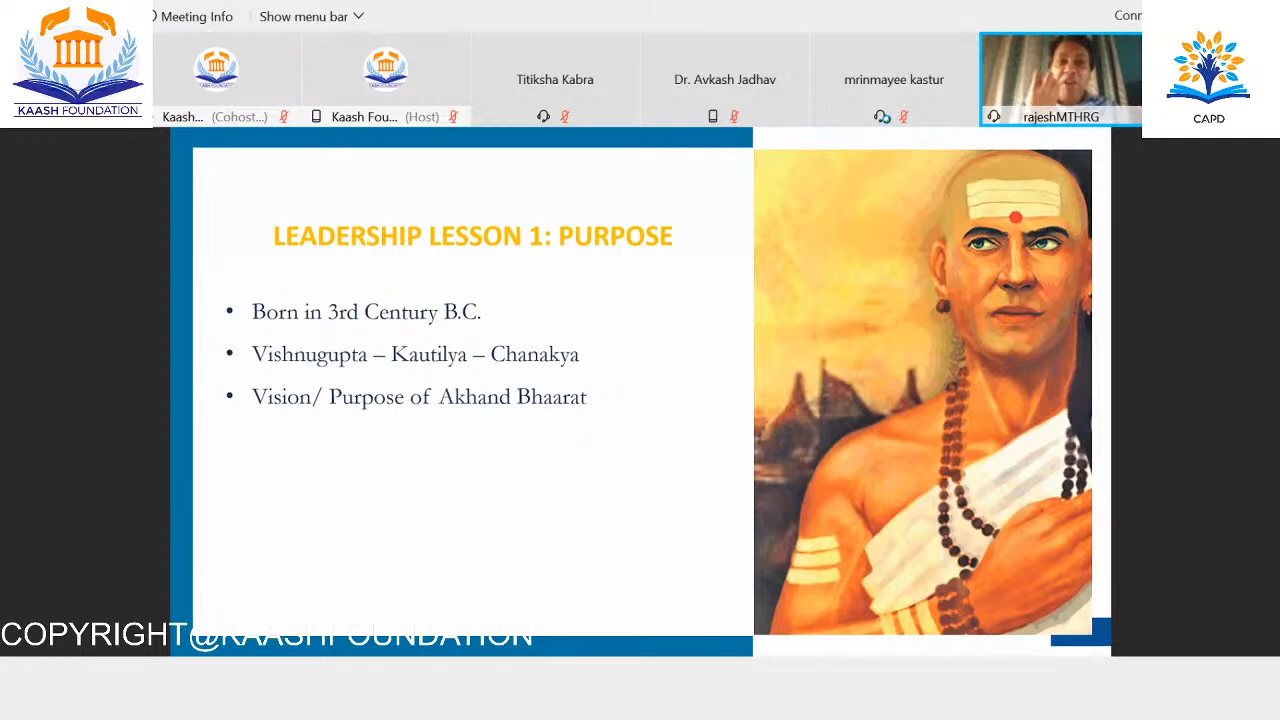 Meeting Info
Show menu bar
Conn
KAASH FOUNDATION
Kaash... (Cohost...)
Kaash Fou... (Host)
Titiksha Kabra
Dr. Avkash Jadhav
mrinmayee kastur
rajeshMTHRG
CAPD
LEADERSHIP LESSON 1: PURPOSE
• Born in 3rd Century B.C.
• Vishnugupta – Kautilya – Chanakya
• Vision/ Purpose of Akhand Bhaarat
COPYRIGHT@KAASHFOUNDATION